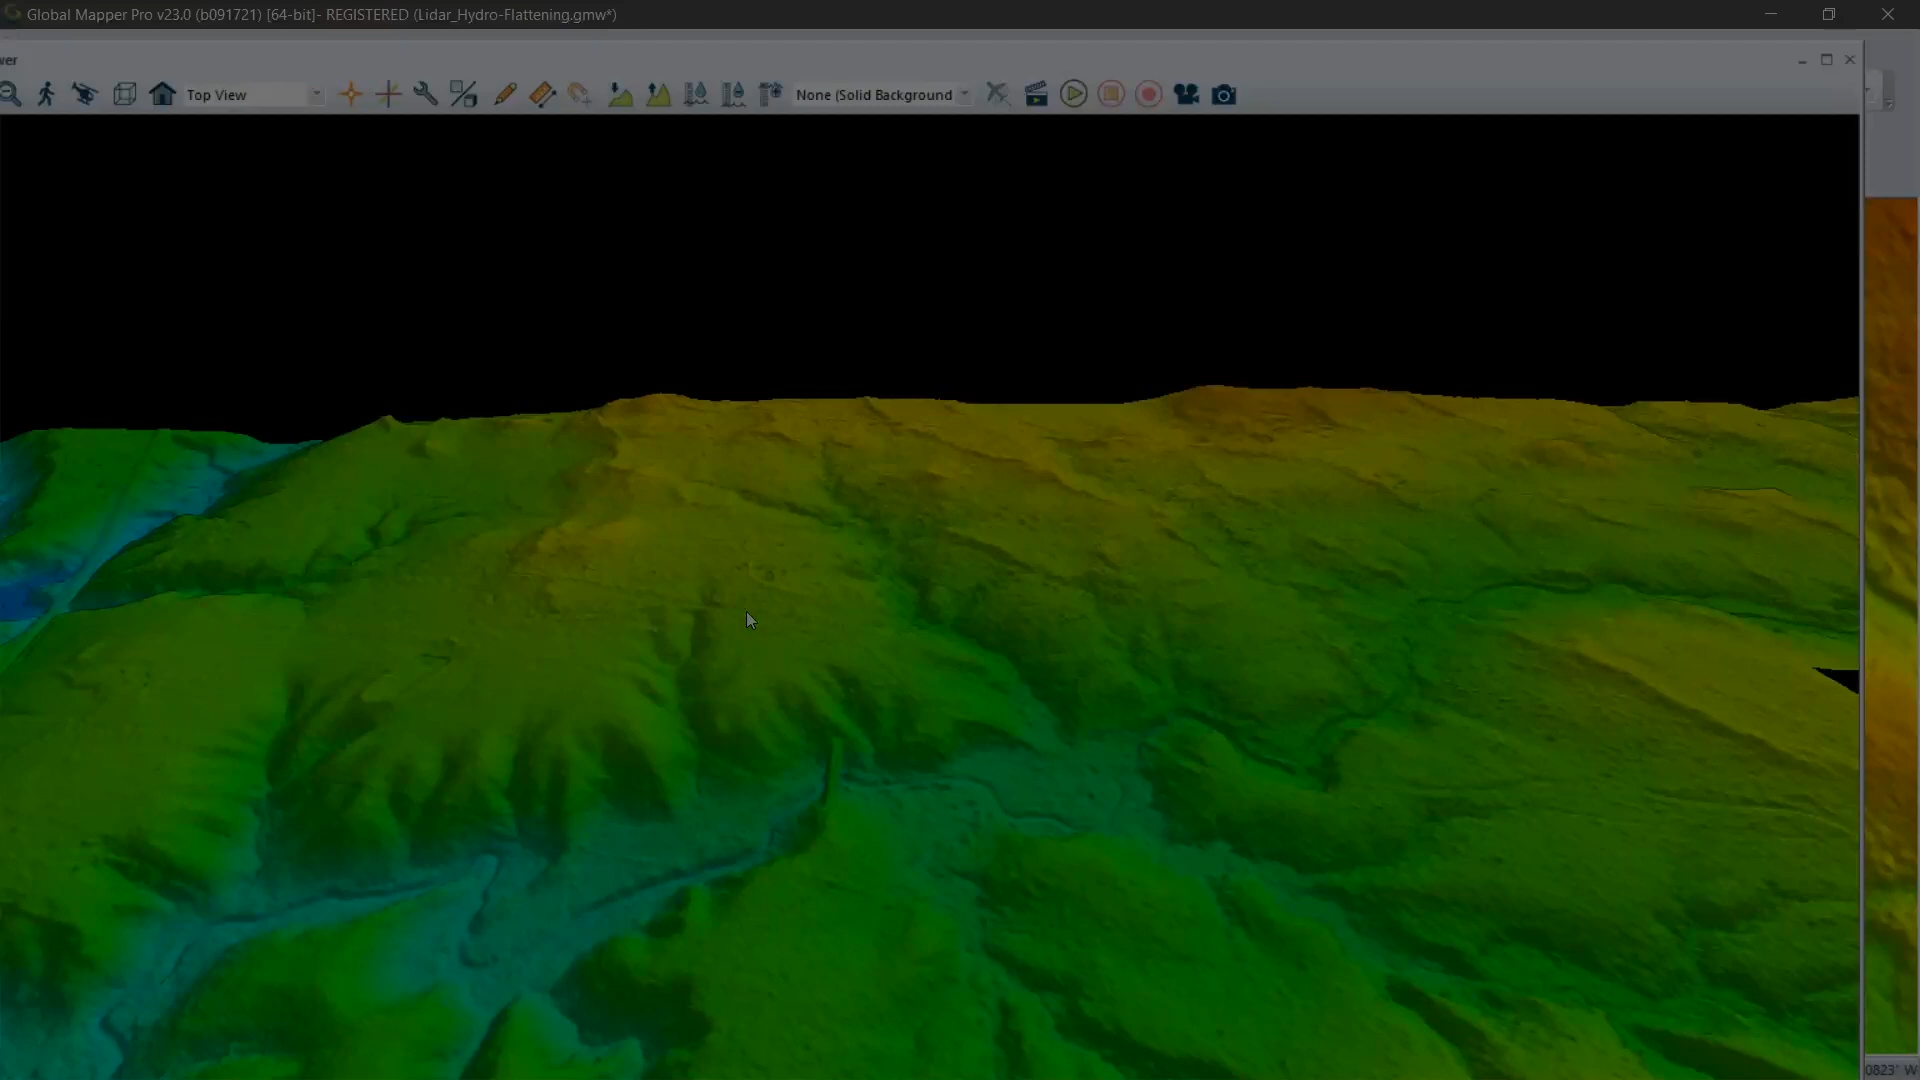 Global Mapper Pro v23.0 (b091721) [64-bit]- REGISTERED (Lidar_Hydro-Flattening.gmw*)
wer
Top View
None (Solid Background
0823° W